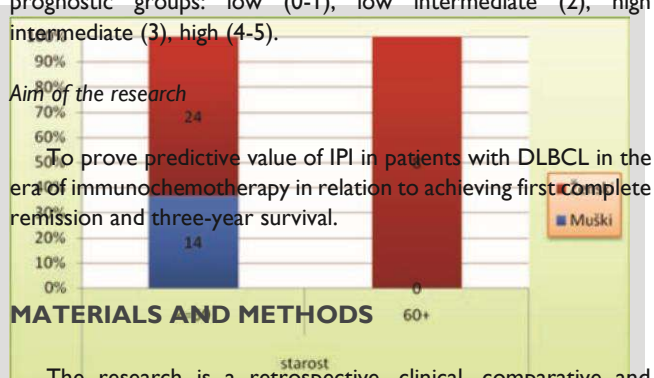 prognostic groups: low (0-1), low intermediate (2), high
intermediate (3), high (4-5).
100%
90%
80%
Aim of the research
70%
24
60%
50%
To prove predictive value of IPI in patients with DLBCL in the
40%
era of immunochemotherapy in relation to achieving first complete
remission and three-year survival.
Muški
20%
14
10%
0%
0
MATERIALS AND METHODS
60+
starost
The research is a retrospective, clinical, comparative and